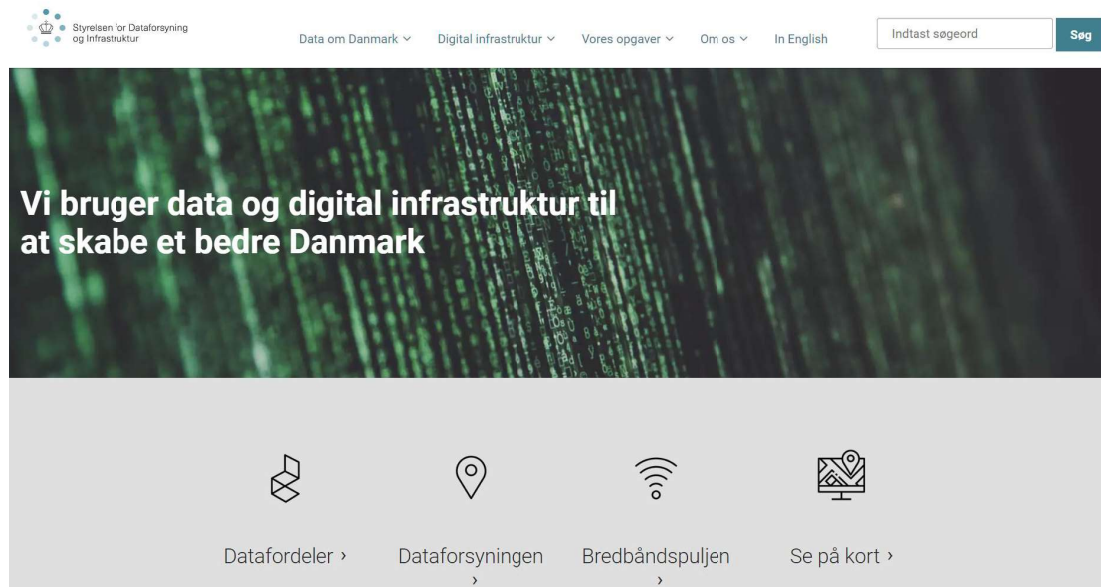 Styrelsen for Dataforsyning
og Infrastruktur
Data om Danmark
Digital infrastruktur
Vores opgaver
Om os
In English
Indtast søgeord
Søg
Vi bruger data og digital infrastruktur til
at skabe et bedre Danmark
Datafordeler ›
Dataforsyningen
›
Bredbåndspuljen
›
Se på kort ›